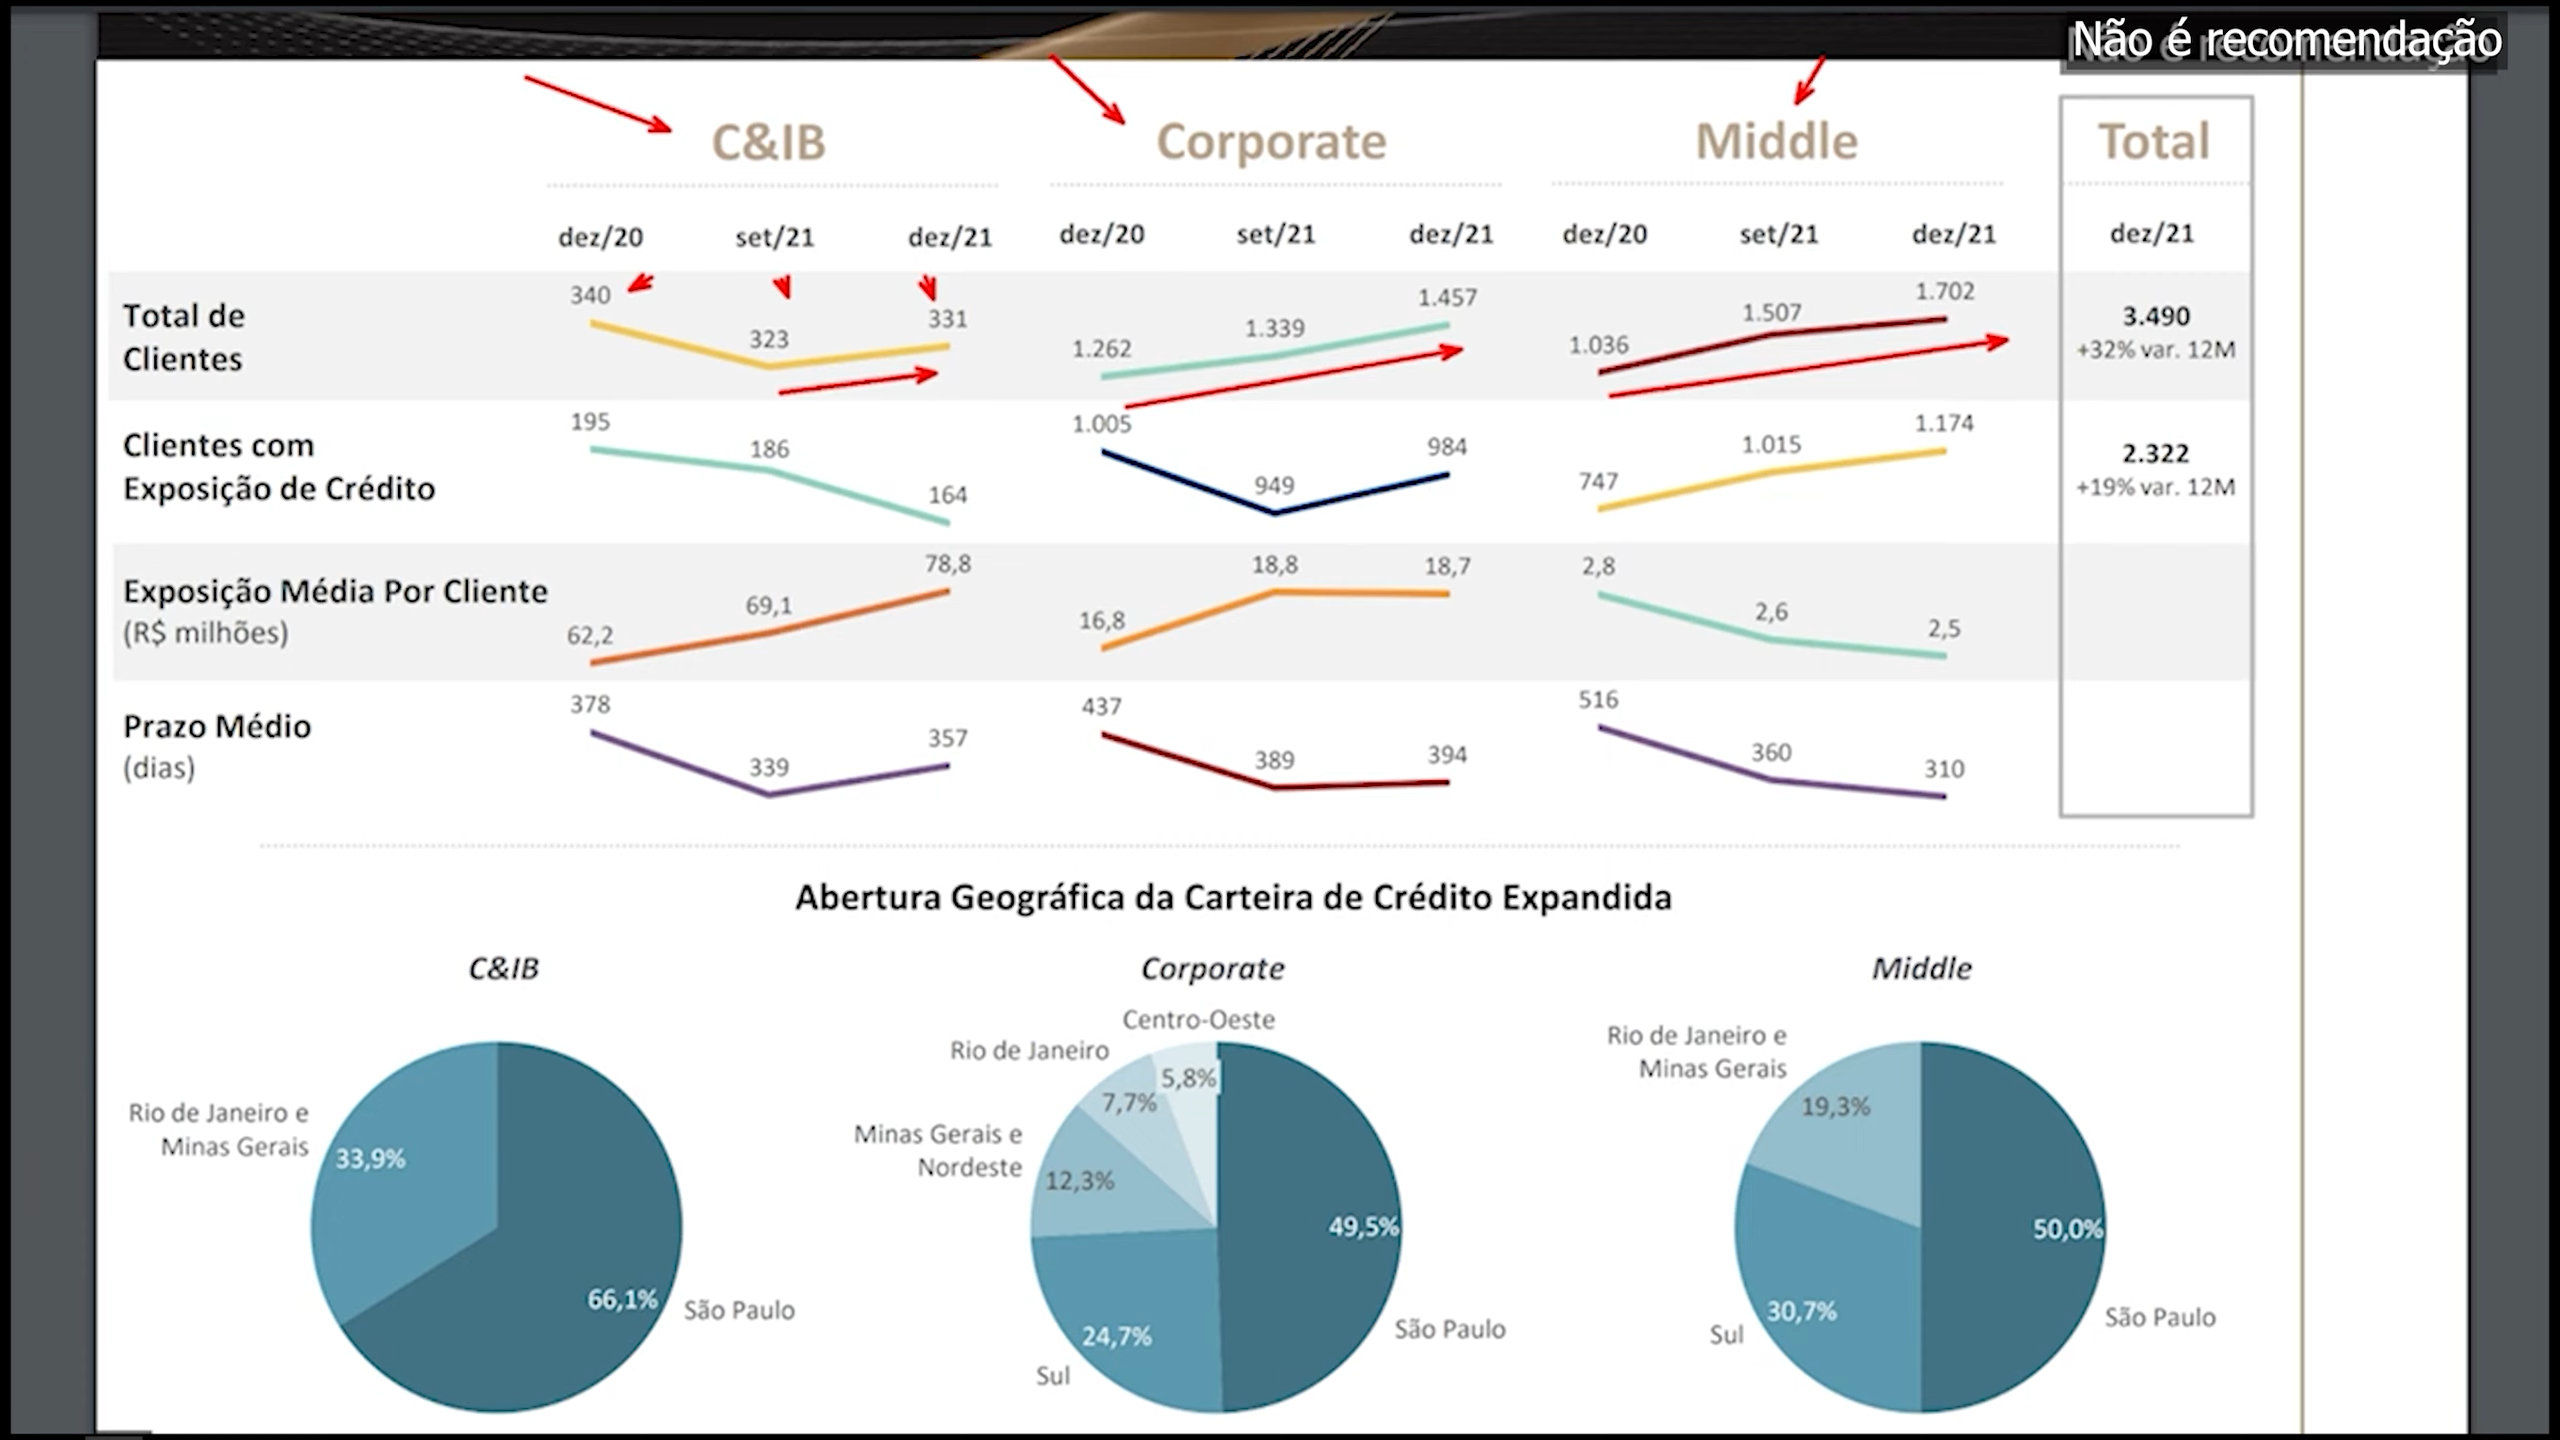 Não é recomendação
C&IB
Corporate
Middle
Total
dez/20 set/21 dez/21 dez/20 set/21 dez/21 dez/20 set/21 dez/21 dez/21
Total de
Clientes
340 323 331
1.262 1.339 1.457
1.036 1.507 1.702
3.490
+32% var. 12M
Clientes com
Exposição de Crédito
195 186 164
1.005 949 984
747 1.015 1.174
2.322
+19% var. 12M
Exposição Média Por Cliente
(R$ milhões)
62,2 69,1 78,8
16,8 18,8 18,7
2,8 2,6 2,5
Prazo Médio
(dias)
378 339 357
437 389 394
516 360 310
Abertura Geográfica da Carteira de Crédito Expandida
C&IB
Rio de Janeiro e
Minas Gerais
33,9%
66,1%
São Paulo
Corporate
Centro-Oeste
5,8%
Rio de Janeiro
7,7%
Minas Gerais e
Nordeste
12,3%
49,5%
São Paulo
24,7%
Sul
Middle
Rio de Janeiro e
Minas Gerais
19,3%
50,0%
São Paulo
30,7%
Sul